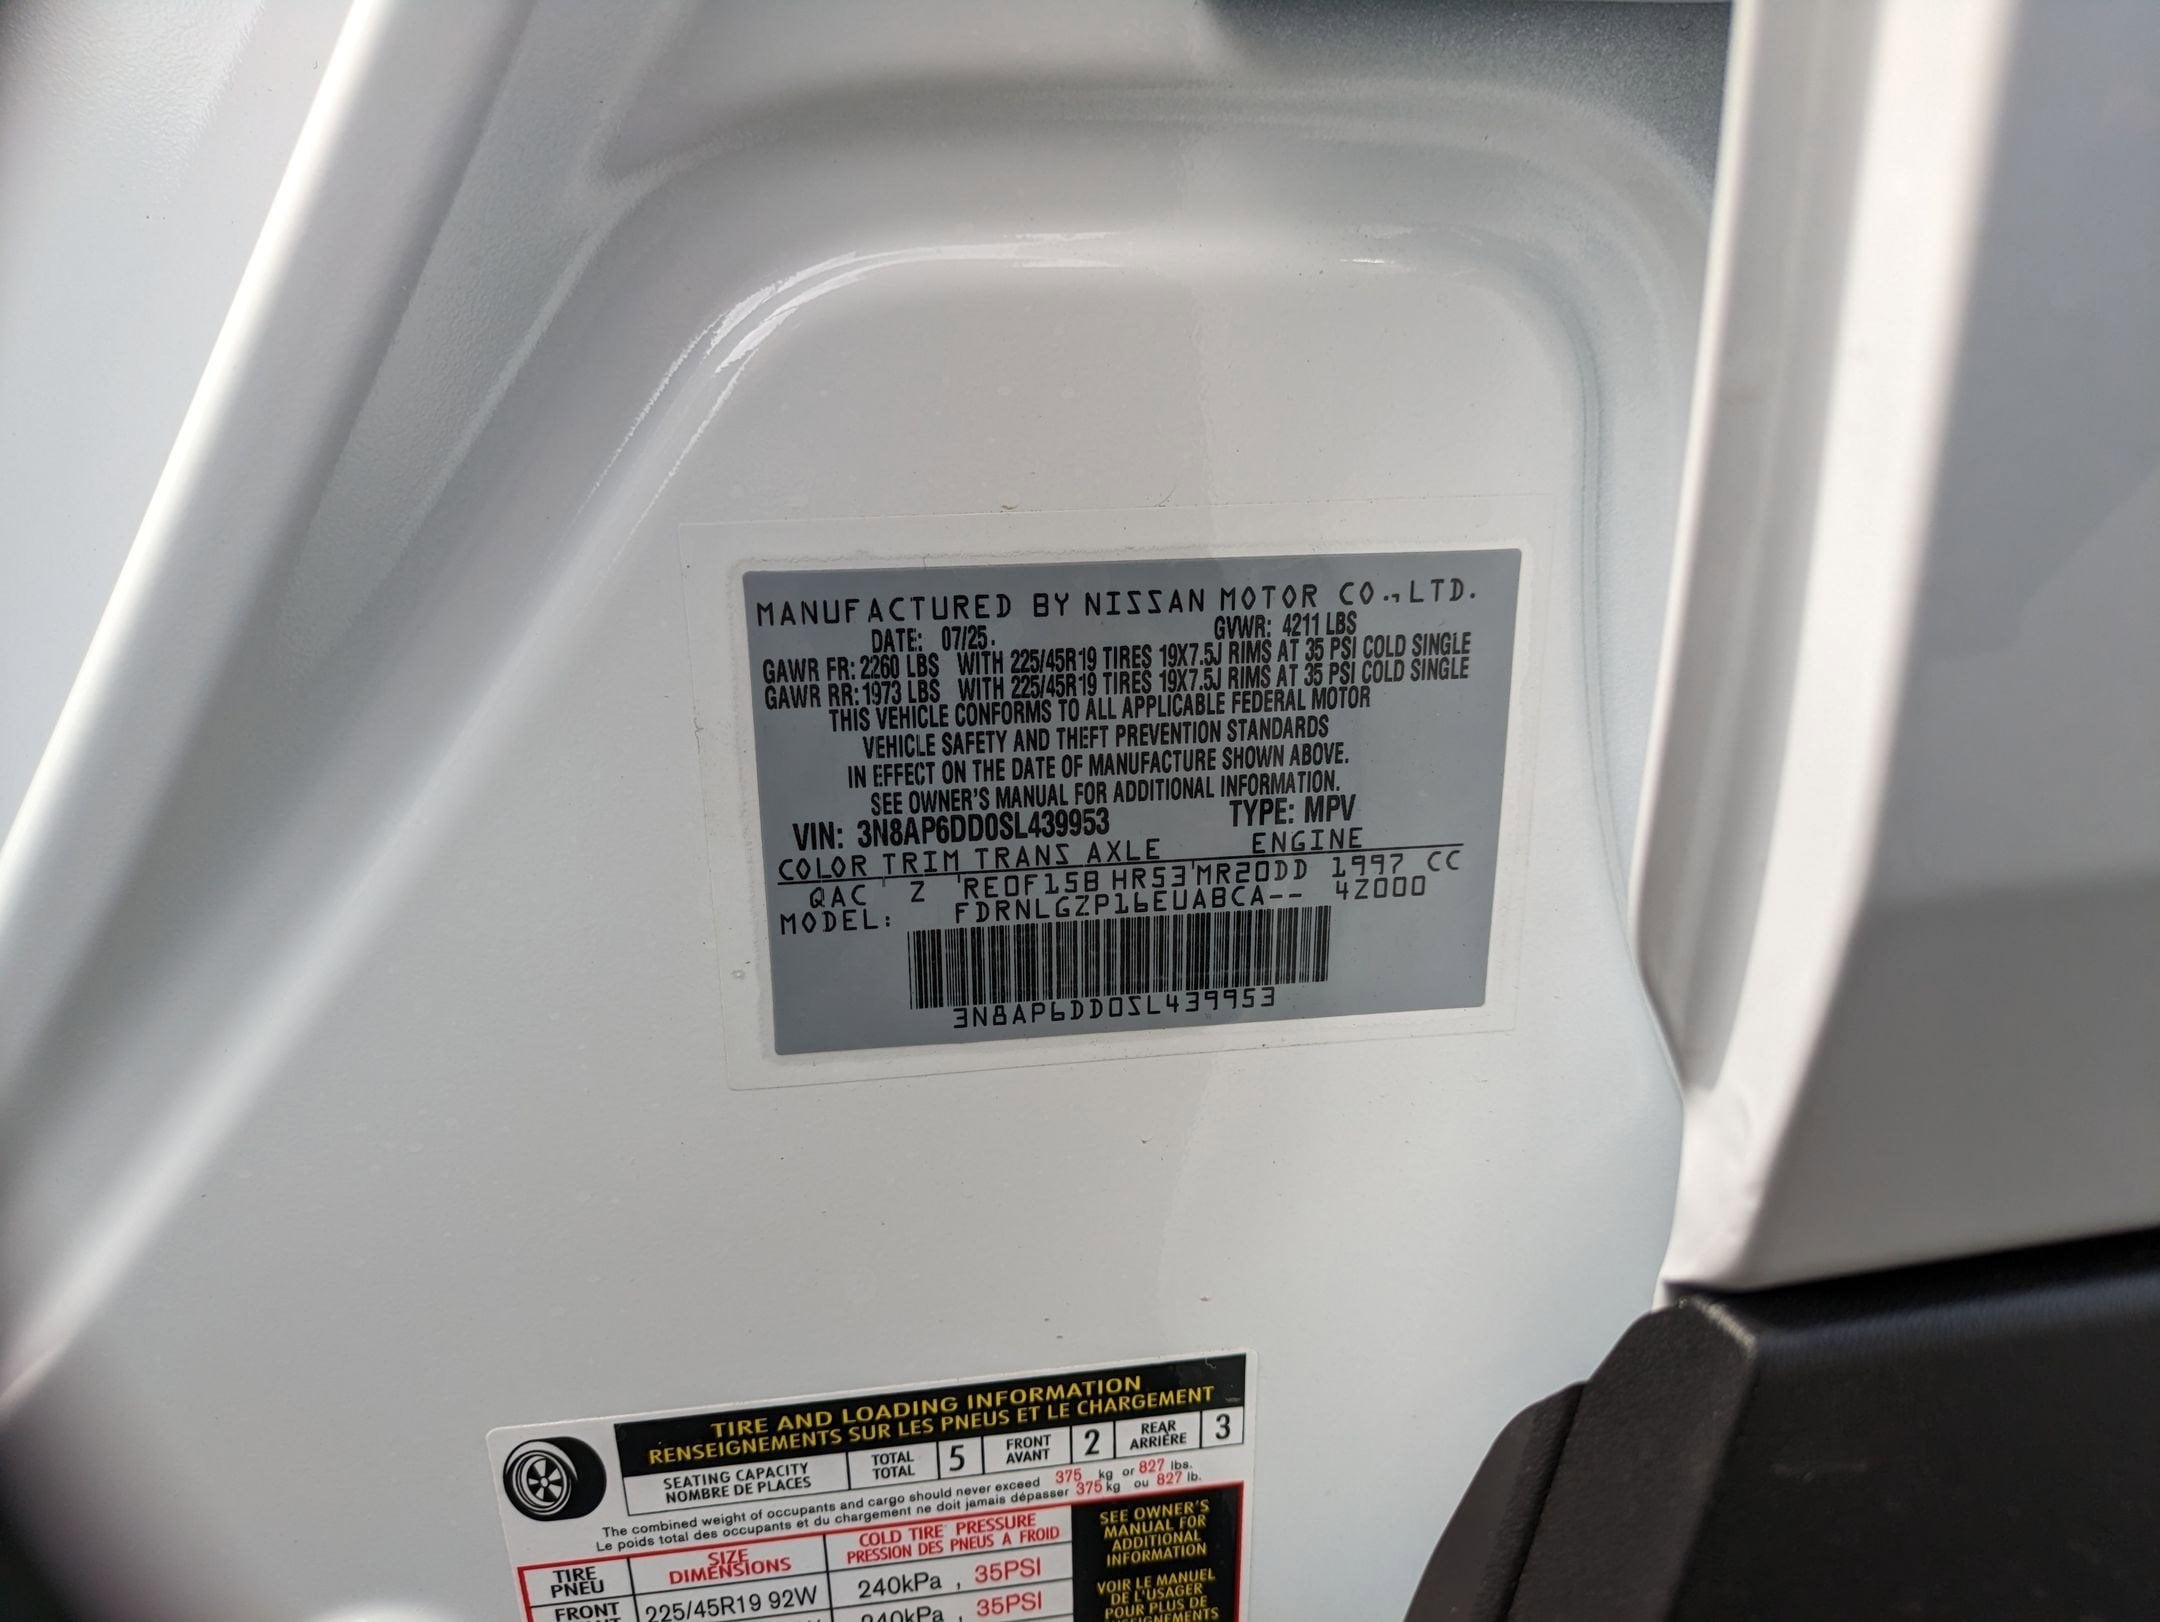 MANUFACTURED BY NISSAN MOTOR CO.,LTD.
DATE: 07/25. GVWR: 4211 LBS
GAWR FR: 2260 LBS WITH 225/45R19 TIRES 19X7.5J RIMS AT 35 PSI COLD SINGLE
GAWR RR: 1973 LBS WITH 225/45R19 TIRES 19X7.5J RIMS AT 35 PSI COLD SINGLE
THIS VEHICLE CONFORMS TO ALL APPLICABLE FEDERAL MOTOR
VEHICLE SAFETY AND THEFT PREVENTION STANDARDS
IN EFFECT ON THE DATE OF MANUFACTURE SHOWN ABOVE.
SEE OWNER'S MANUAL FOR ADDITIONAL INFORMATION.
VIN: 3N8AP6DD0SL439953 TYPE: MPV
COLOR TRIM TRANS AXLE ENGINE
QAC Z RE0F15B HR53 MR20DD 1997 CC
MODEL: FDRNLGZP16EUABCA-- 4Z000
3N8AP6DD0SL439953
TIRE AND LOADING INFORMATION
RENSEIGNEMENTS SUR LES PNEUS ET LE CHARGEMENT
SEATING CAPACITY
NOMBRE DE PLACES
TOTAL
TOTAL
5
FRONT
AVANT
2
REAR
ARRIÈRE
3
The combined weight of occupants and cargo should never exceed 375 kg or 827 lbs.
Le poids total des occupants et du chargement ne doit jamais dépasser 375 kg ou 827 lb.
TIRE
PNEU
SIZE
DIMENSIONS
COLD TIRE PRESSURE
PRESSION DES PNEUS A FROID
SEE OWNER'S
MANUAL FOR
ADDITIONAL
INFORMATION
FRONT
225/45R19 92W
240kPa , 35PSI
240kPa , 35PSI
VOIR LE MANUEL
DE L'USAGER
POUR PLUS DE